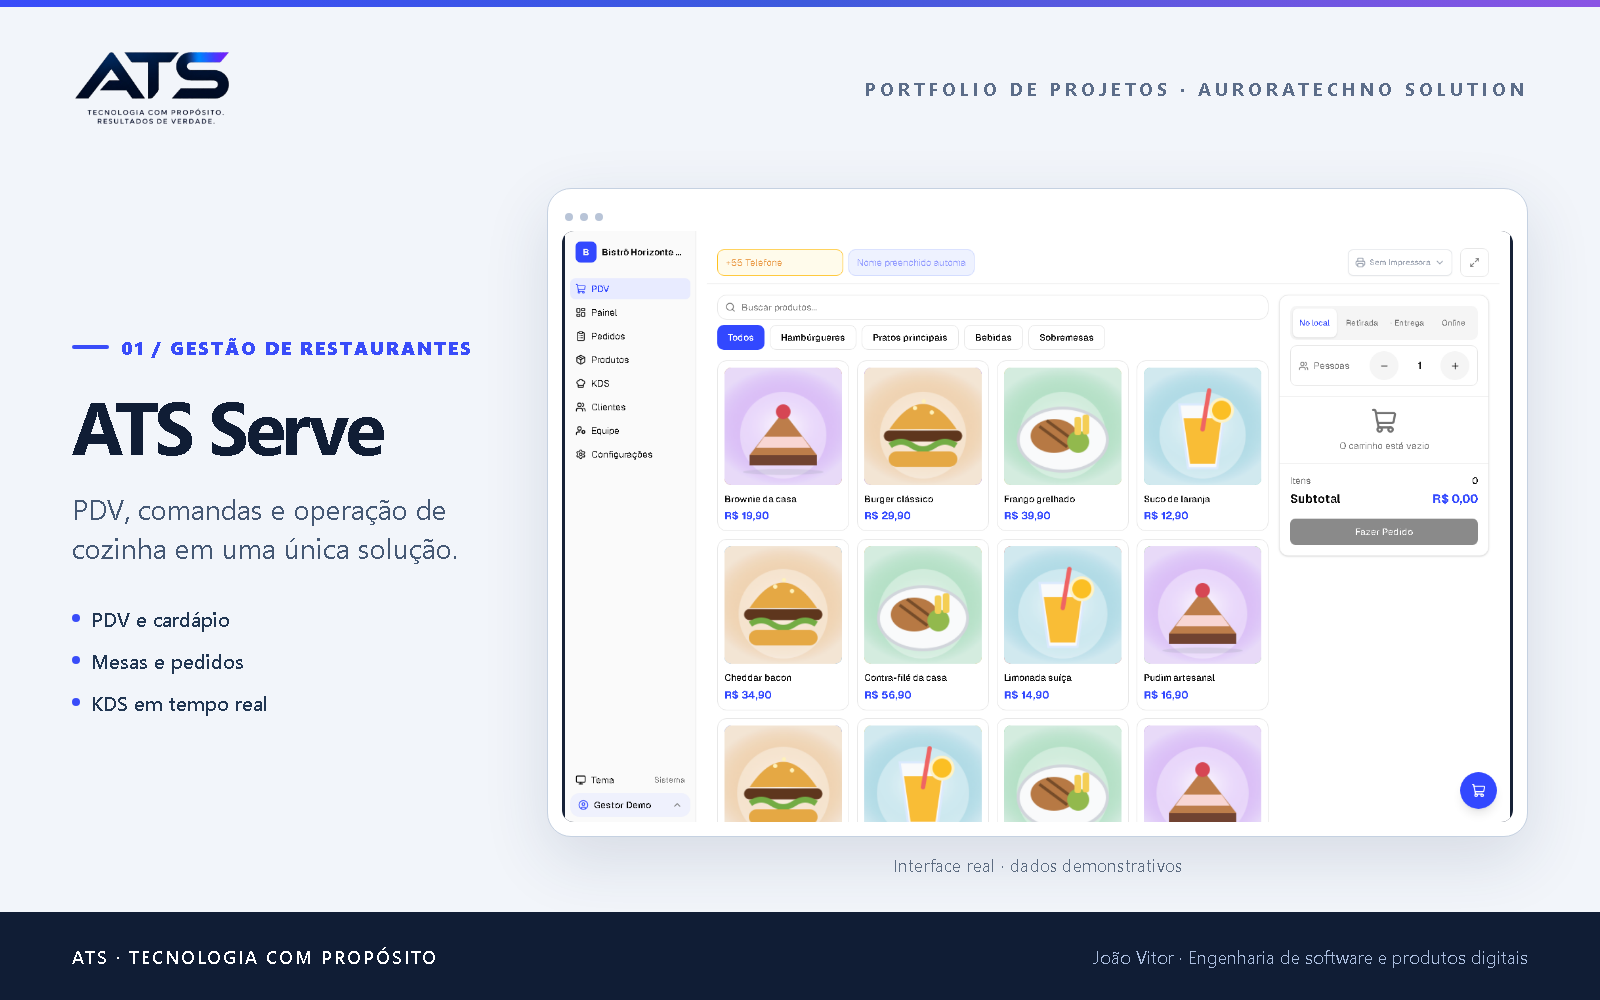 ATS
TECNOLOGIA COM PROPÓSITO.
RESULTADOS DE VERDADE.
PORTFOLIO DE PROJETOS · AURORATECHNO SOLUTION
01 / GESTÃO DE RESTAURANTES
ATS Serve
PDV, comandas e operação de
cozinha em uma única solução.
PDV e cardápio
Mesas e pedidos
KDS em tempo real
B Bistrô Horizonte ...
PDV
Painel
Pedidos
Produtos
KDS
Clientes
Equipe
Configurações
Tema Sistema
Gestor Demo
+55 Telefone
Nome preenchido automa
Sem Impressora
Buscar produtos...
Todos Hambúrgueres Pratos principais Bebidas Sobremesas
Brownie da casa
R$ 19,90
Burger clássico
R$ 29,90
Frango grelhado
R$ 39,90
Suco de laranja
R$ 12,90
Cheddar bacon
R$ 34,90
Contra-filé da casa
R$ 56,90
Limonada suíça
R$ 14,90
Pudim artesanal
R$ 16,90
No local Retirada Entrega Online
Pessoas − 1 +
O carrinho está vazio
Itens 0
Subtotal R$ 0,00
Fazer Pedido
Interface real · dados demonstrativos
ATS · TECNOLOGIA COM PROPÓSITO
João Vitor · Engenharia de software e produtos digitais